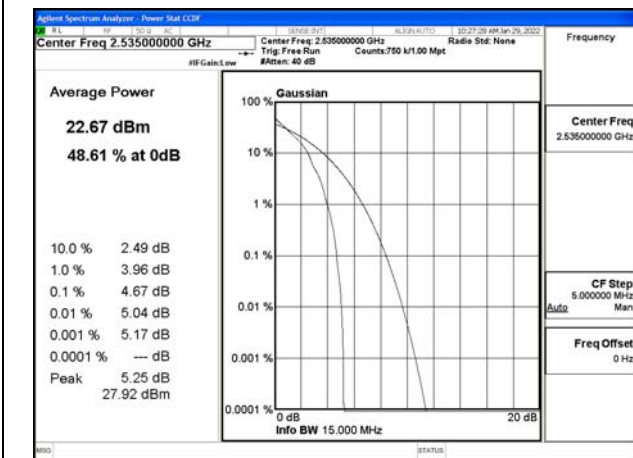 Agilent Spectrum Analyzer - Power Stat CCDF
RL RF 50 Ω AC SENSE:INT ALIGNAUTO 10:27:28 AM Jan 29, 2022
Center Freq 2.535000000 GHz
Center Freq: 2.535000000 GHz
Radio Std: None
Trig: Free Run Counts:750 k/1.00 Mpt
#IFGain:Low #Atten: 40 dB
Frequency
Average Power
22.67 dBm
48.61 % at 0dB
10.0 % 2.49 dB
1.0 % 3.96 dB
0.1 % 4.67 dB
0.01 % 5.04 dB
0.001 % 5.17 dB
0.0001 % --- dB
Peak 5.25 dB
27.92 dBm
Gaussian
100 %
10 %
1 %
0.1 %
0.01 %
0.001 %
0.0001 %
0 dB 20 dB
Info BW 15.000 MHz
Center Freq
2.535000000 GHz
CF Step
5.000000 MHz
Auto Man
Freq Offset
0 Hz
MSG STATUS